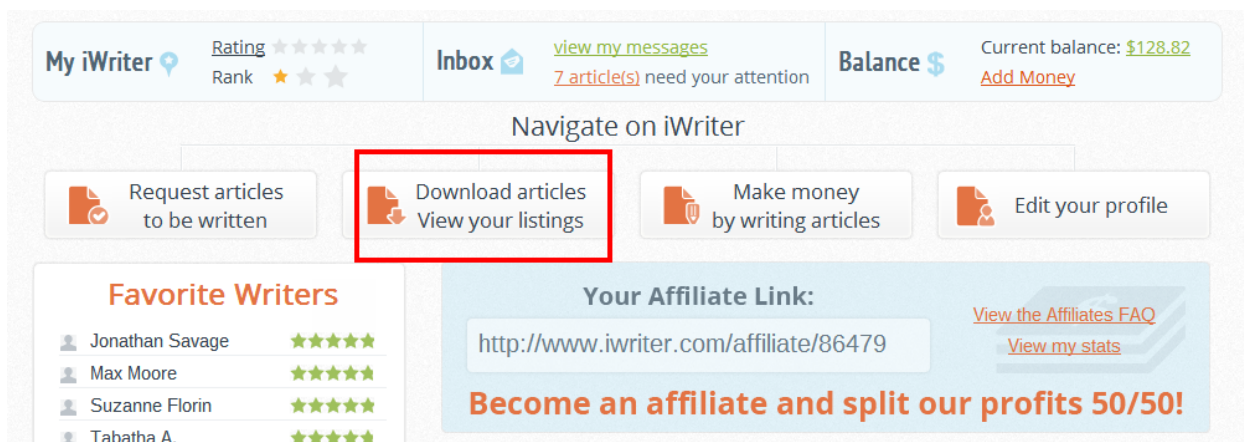 My iWriter
Rating
Rank
Inbox
view my messages
7 article(s) need your attention
Balance
Current balance: $128.82
Add Money
Navigate on iWriter
Request articles
to be written
Download articles
View your listings
Make money
by writing articles
Edit your profile
Favorite Writers
Jonathan Savage
Max Moore
Suzanne Florin
Tabatha A.
Your Affiliate Link:
http://www.iwriter.com/affiliate/86479
View the Affiliates FAQ
View my stats
Become an affiliate and split our profits 50/50!